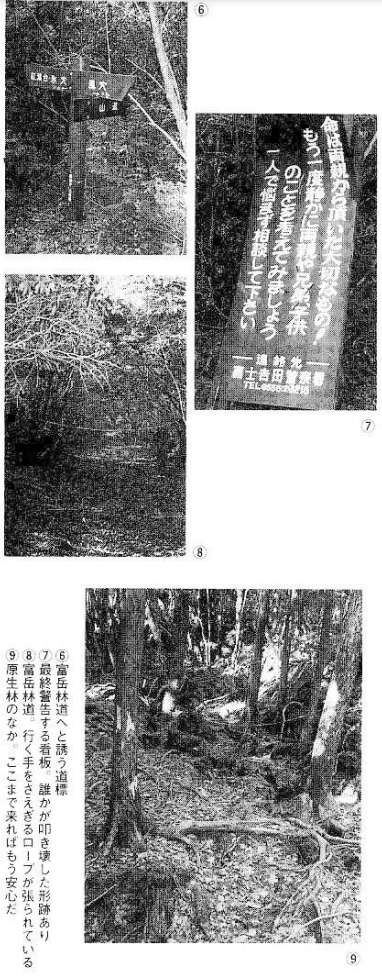 ⑥
命は両親から頂いた大切なもの!
もう一度静かに両親や兄弟、子供
のことを考えてみましょう
一人で悩まず相談して下さい
連絡先
富士吉田警察署
⑦
⑧
⑥富岳林道へと誘う道標
⑦最終警告する看板。誰かが叩き壊した形跡あり
⑧富岳林道。行く手をさえぎるロープが張られている
⑨原生林のなか。ここまで来ればもう安心だ
⑨